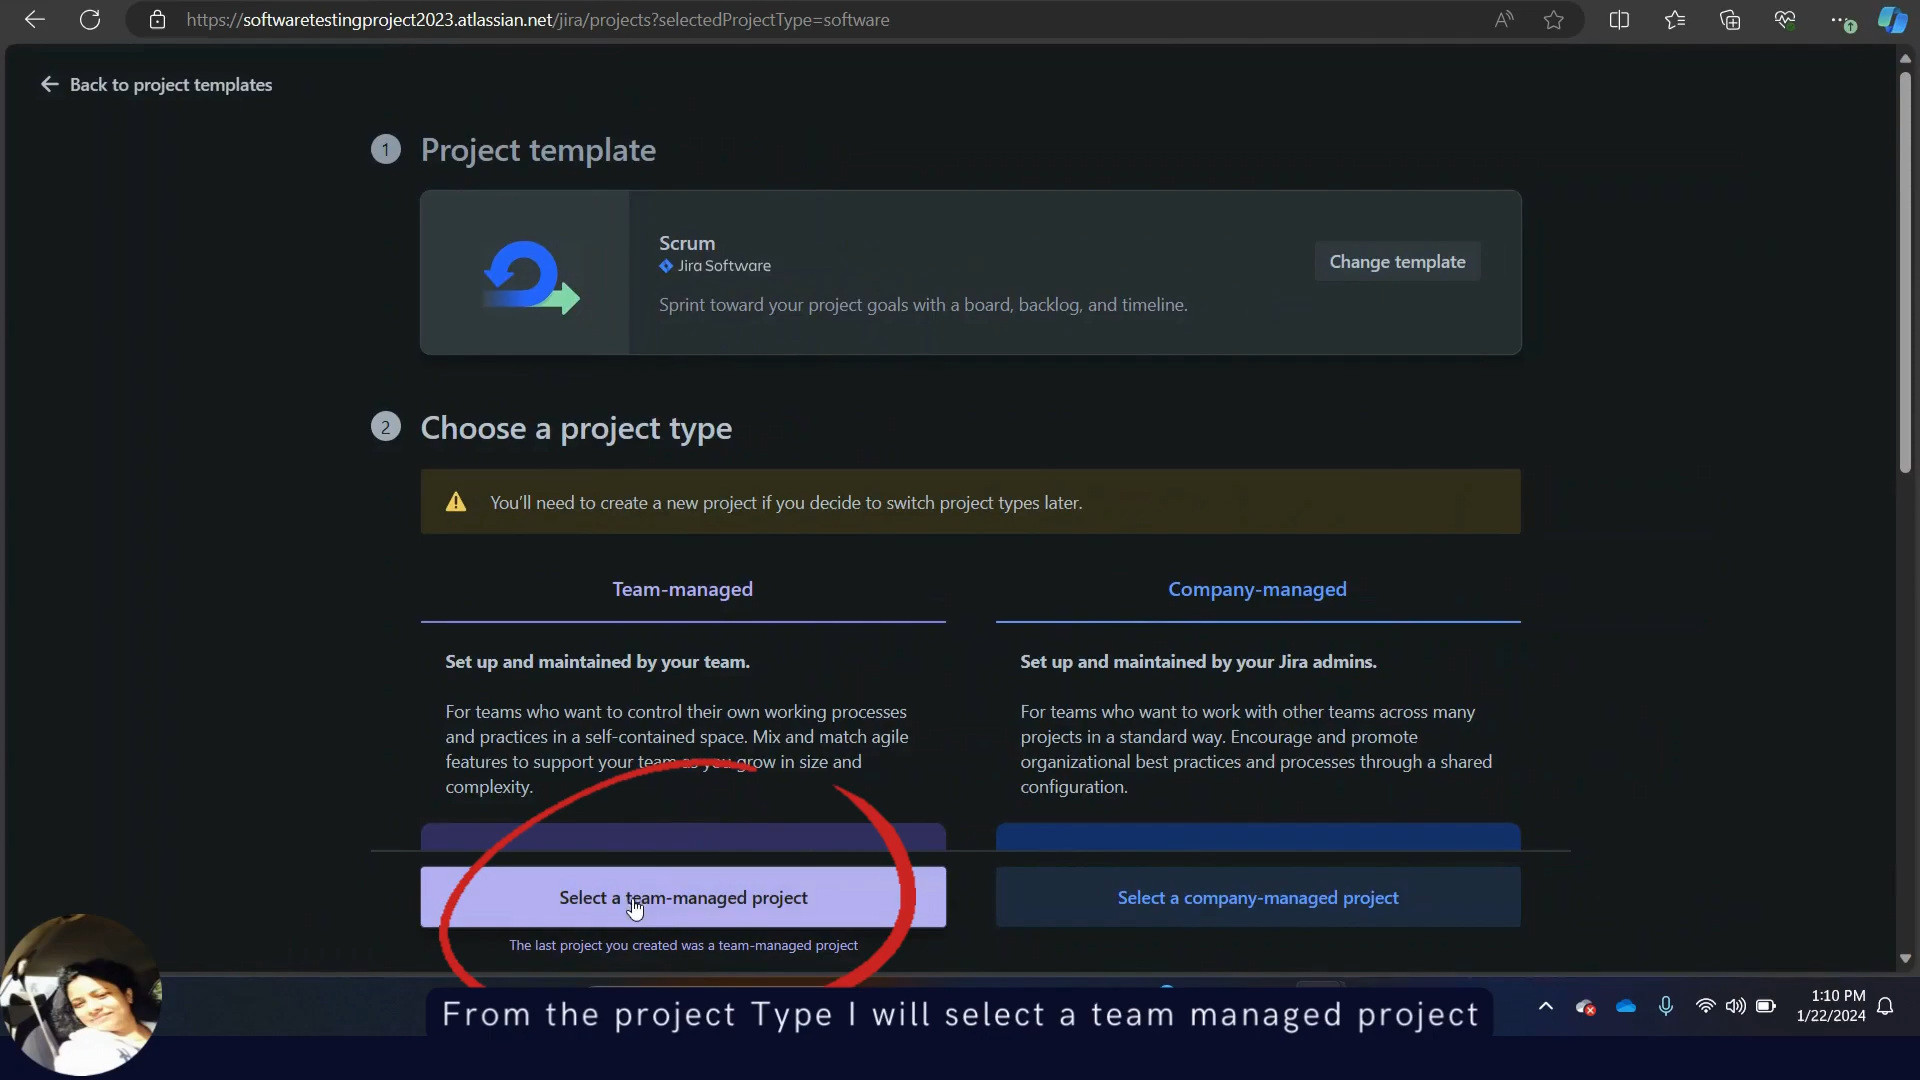 https://softwaretestingproject2023.atlassian.net/jira/projects?selectedProjectType=software
Back to project templates
1 Project template
Scrum
Jira Software
Change template
Sprint toward your project goals with a board, backlog, and timeline.
2 Choose a project type
You'll need to create a new project if you decide to switch project types later.
Team-managed
Set up and maintained by your team.
For teams who want to control their own working processes
and practices in a self-contained space. Mix and match agile
features to support your team as you grow in size and
complexity.
Select a team-managed project
The last project you created was a team-managed project
Company-managed
Set up and maintained by your Jira admins.
For teams who want to work with other teams across many
projects in a standard way. Encourage and promote
organizational best practices and processes through a shared
configuration.
Select a company-managed project
From the project Type I will select a team managed project
1:10 PM
1/22/2024